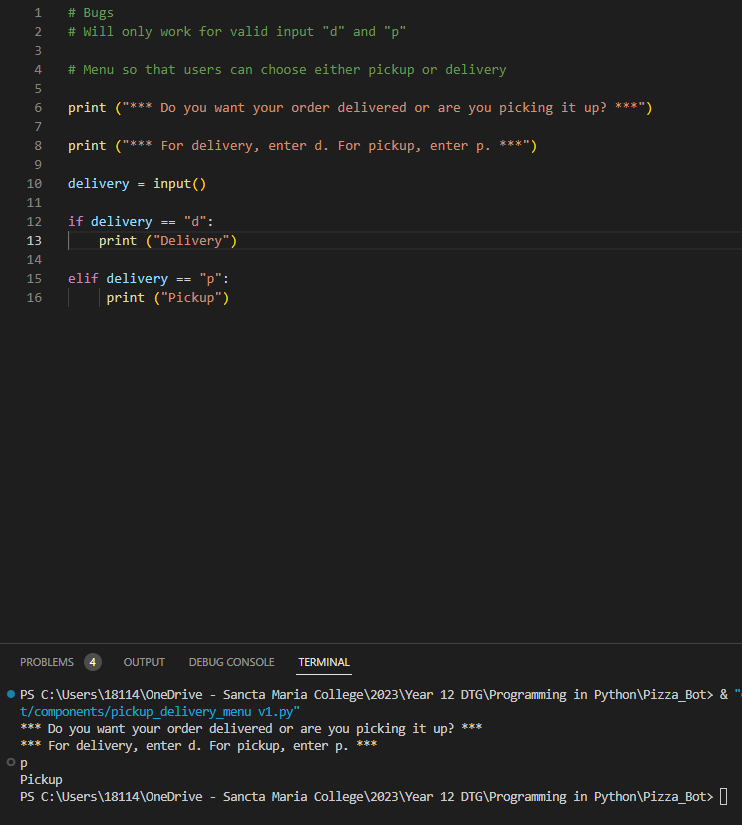 1 # Bugs
2 # Will only work for valid input "d" and "p"
3
4 # Menu so that users can choose either pickup or delivery
5
6 print ("*** Do you want your order delivered or are you picking it up? ***")
7
8 print ("*** For delivery, enter d. For pickup, enter p. ***")
9
10 delivery = input()
11
12 if delivery == "d":
13     print ("Delivery")
14
15 elif delivery == "p":
16      print ("Pickup")
PROBLEMS 4 OUTPUT DEBUG CONSOLE TERMINAL
PS C:\Users\18114\OneDrive - Sancta Maria College\2023\Year 12 DTG\Programming in Python\Pizza_Bot> & "
t/components/pickup_delivery_menu v1.py"
*** Do you want your order delivered or are you picking it up? ***
*** For delivery, enter d. For pickup, enter p. ***
p
Pickup
PS C:\Users\18114\OneDrive - Sancta Maria College\2023\Year 12 DTG\Programming in Python\Pizza_Bot>